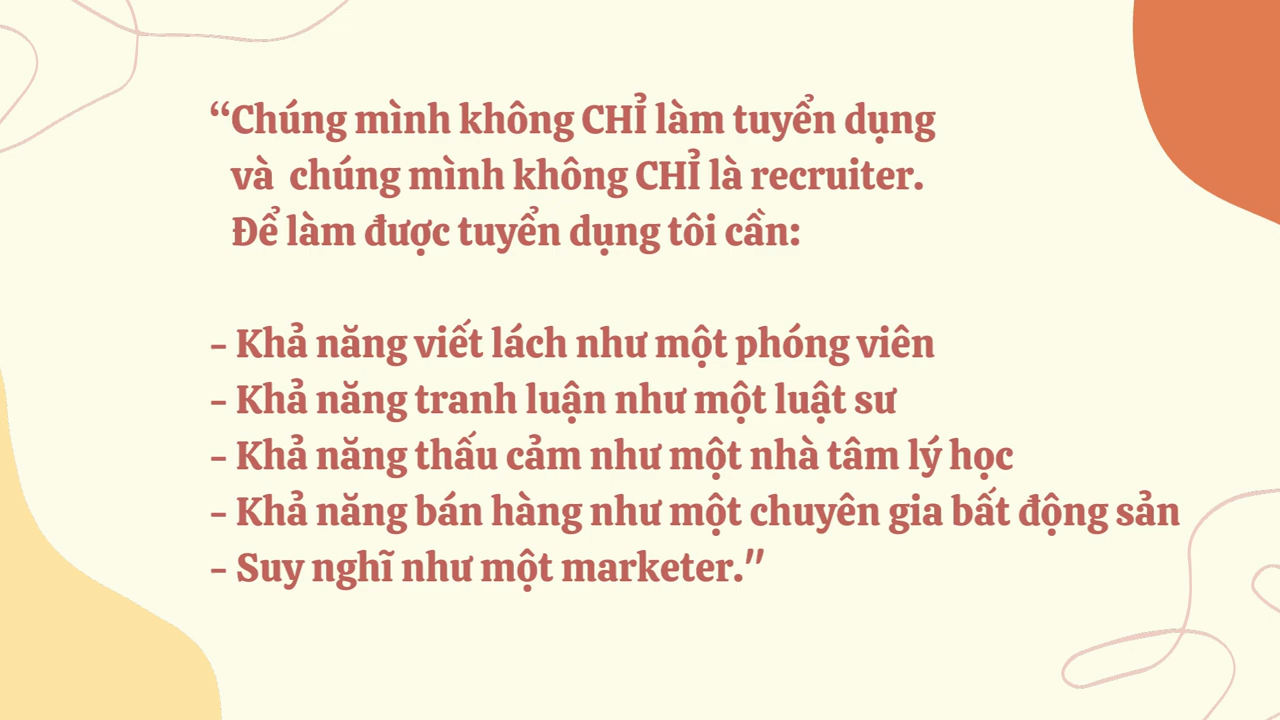 “Chúng mình không CHỈ làm tuyển dụng
và chúng mình không CHỈ là recruiter.
Để làm được tuyển dụng tôi cần:
- Khả năng viết lách như một phóng viên
- Khả năng tranh luận như một luật sư
- Khả năng thấu cảm như một nhà tâm lý học
- Khả năng bán hàng như một chuyên gia bất động sản
- Suy nghĩ như một marketer."